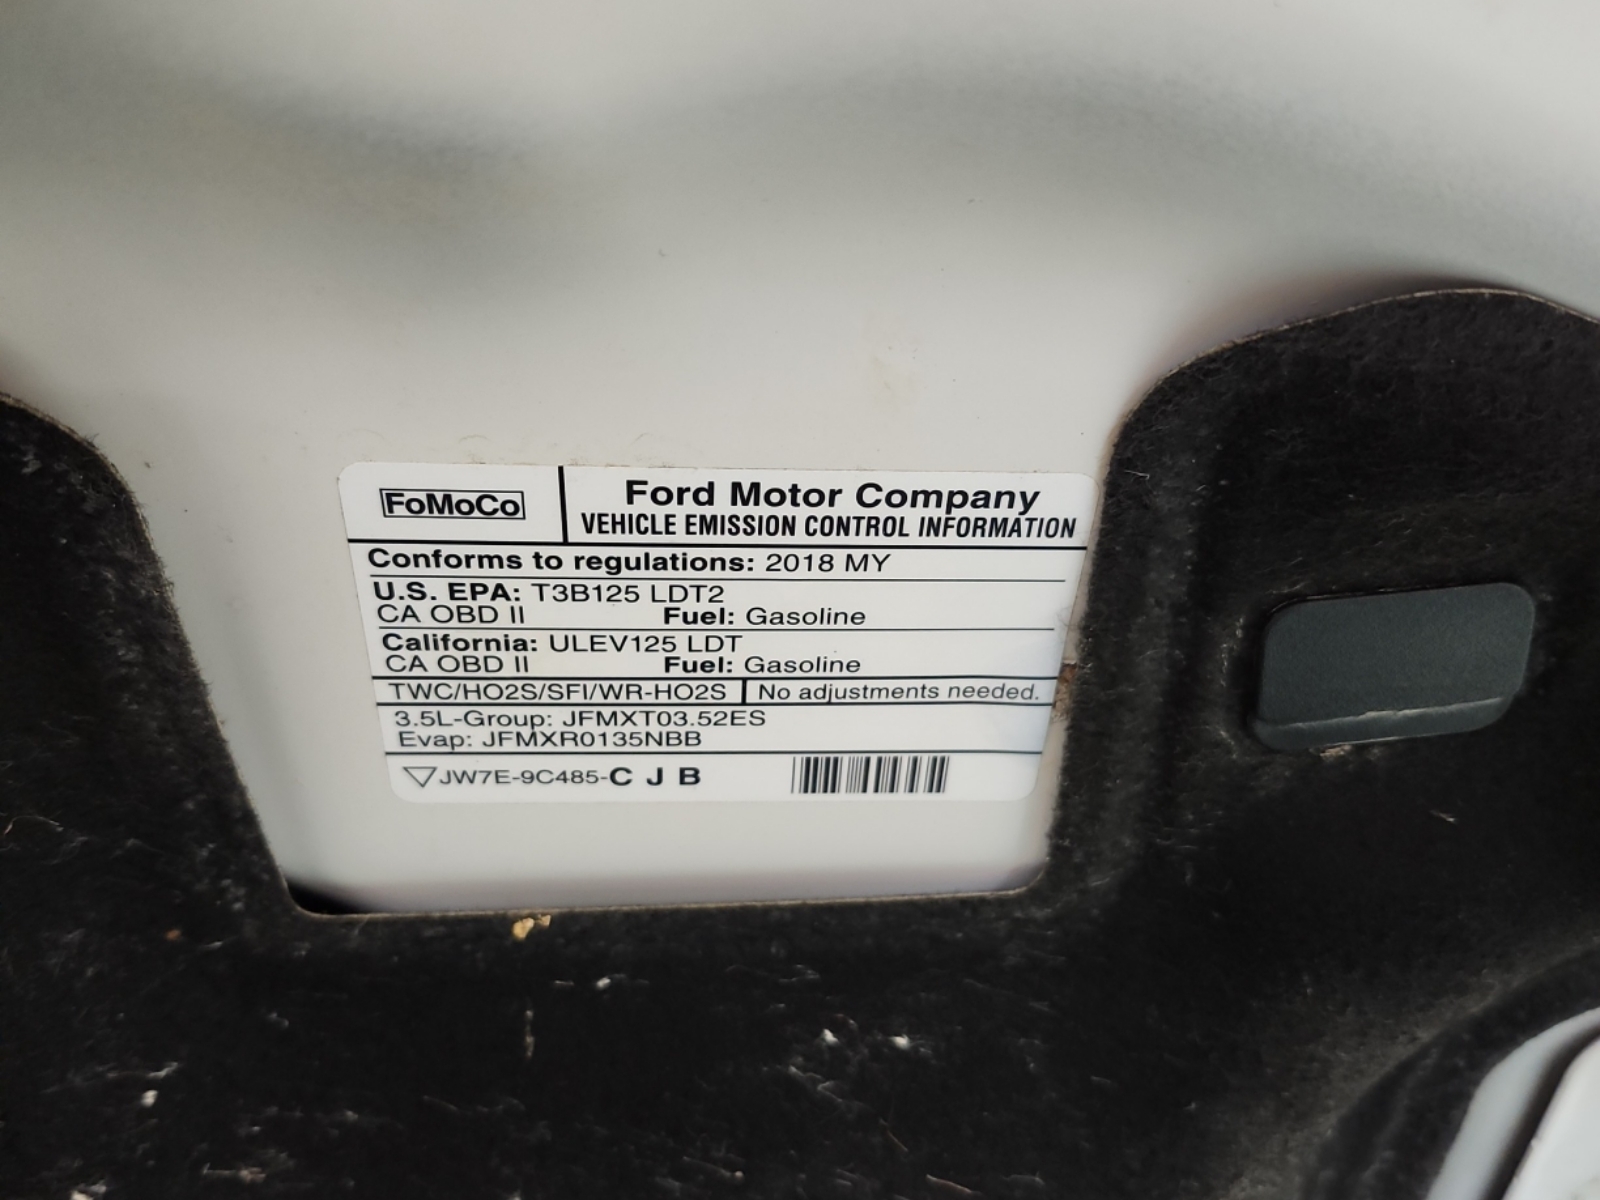 FoMoCo
Ford Motor Company
VEHICLE EMISSION CONTROL INFORMATION
Conforms to regulations: 2018 MY
U.S. EPA: T3B125 LDT2
CA OBD II Fuel: Gasoline
California: ULEV125 LDT
CA OBD II Fuel: Gasoline
TWC/HO2S/SFI/WR-HO2S No adjustments needed.
3.5L-Group: JFMXT03.52ES
Evap: JFMXR0135NBB
JW7E-9C485-C J B